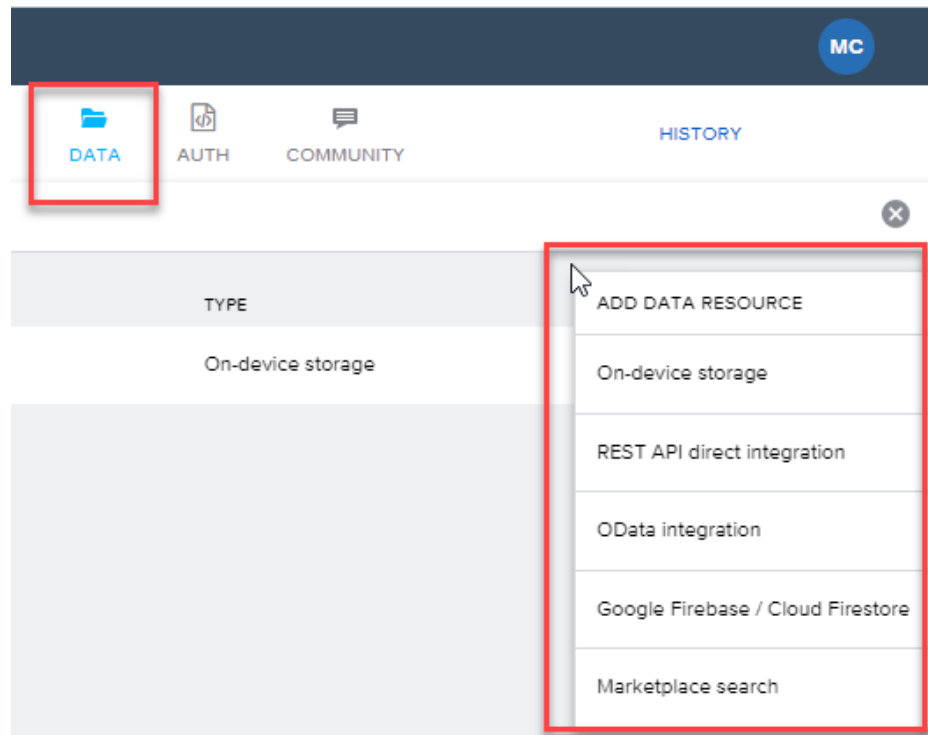 MC
DATA
AUTH
COMMUNITY
HISTORY
TYPE
On-device storage
ADD DATA RESOURCE
On-device storage
REST API direct integration
OData integration
Google Firebase / Cloud Firestore
Marketplace search